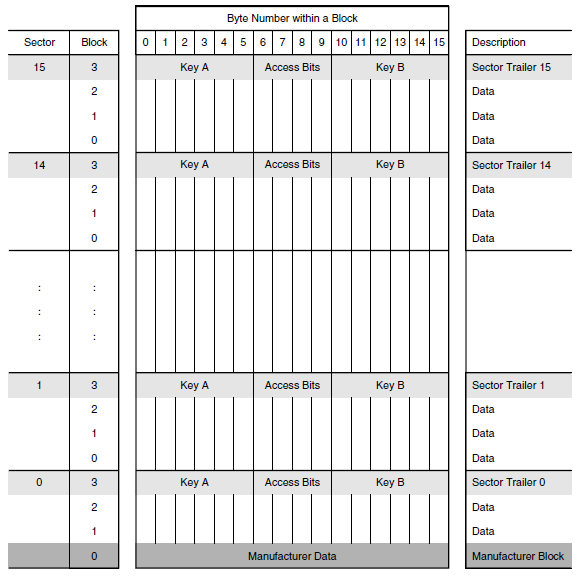 Byte Number within a Block
Sector Block 0 1 2 3 4 5 6 7 8 9 10 11 12 13 14 15 Description
15 3 Key A Access Bits Key B Sector Trailer 15
2 Data
1 Data
0 Data
14 3 Key A Access Bits Key B Sector Trailer 14
2 Data
1 Data
0 Data
: :
: :
: :
1 3 Key A Access Bits Key B Sector Trailer 1
2 Data
1 Data
0 Data
0 3 Key A Access Bits Key B Sector Trailer 0
2 Data
1 Data
0 Manufacturer Data Manufacturer Block